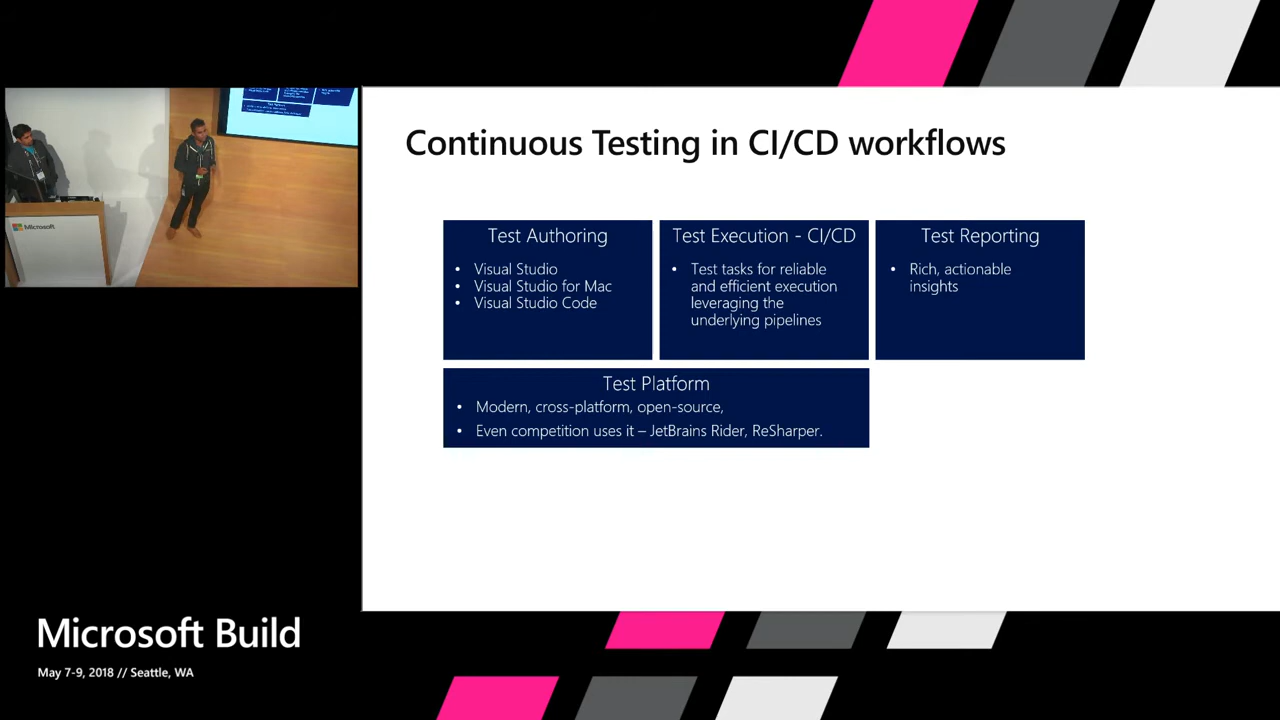 Continuous Testing in CI/CD workflows
Test Authoring
• Visual Studio
• Visual Studio for Mac
• Visual Studio Code
Test Execution - CI/CD
• Test tasks for reliable
and efficient execution
leveraging the
underlying pipelines
Test Reporting
• Rich, actionable
insights
Test Platform
• Modern, cross-platform, open-source,
• Even competition uses it – JetBrains Rider, ReSharper.
Microsoft
Microsoft Build
May 7-9, 2018 // Seattle, WA